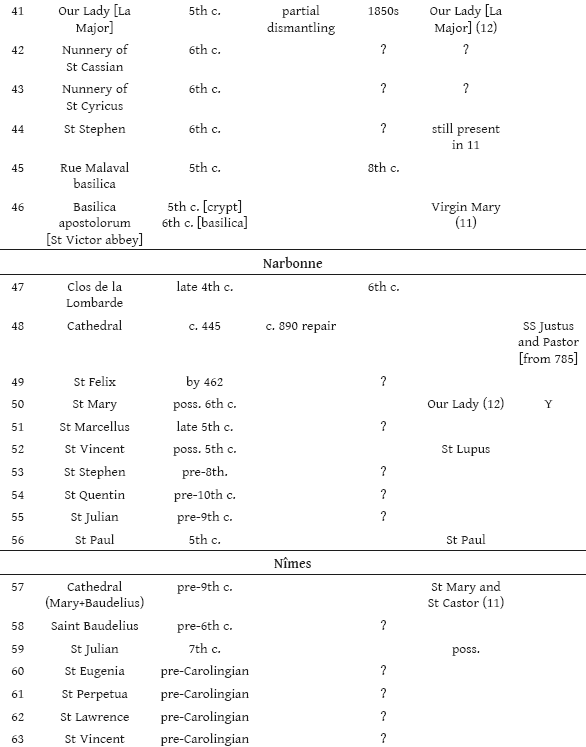 41 Our Lady [La 5th c. partial 1850s Our Lady [La
Major] dismantling Major] (12)
42 Nunnery of 6th c. ? ?
St Cassian
43 Nunnery of 6th c. ? ?
St Cyricus
44 St Stephen 6th c. ? still present
in 11
45 Rue Malaval 5th c. 8th c.
basilica
46 Basilica 5th c. [crypt] Virgin Mary
apostolorum 6th c. [basilica] (11)
[St Victor abbey]
Narbonne
47 Clos de la late 4th c. 6th c.
Lombarde
48 Cathedral c. 445 c. 890 repair SS Justus
and Pastor
[from 785]
49 St Felix by 462 ?
50 St Mary poss. 6th c. Our Lady (12) Y
51 St Marcellus late 5th c. ?
52 St Vincent poss. 5th c. St Lupus
53 St Stephen pre-8th. ?
54 St Quentin pre-10th c. ?
55 St Julian pre-9th c. ?
56 St Paul 5th c. St Paul
Nîmes
57 Cathedral pre-9th c. St Mary and
(Mary+Baudelius) St Castor (11)
58 Saint Baudelius pre-6th c. ?
59 St Julian 7th c. poss.
60 St Eugenia pre-Carolingian ?
61 St Perpetua pre-Carolingian ?
62 St Lawrence pre-Carolingian ?
63 St Vincent pre-Carolingian ?